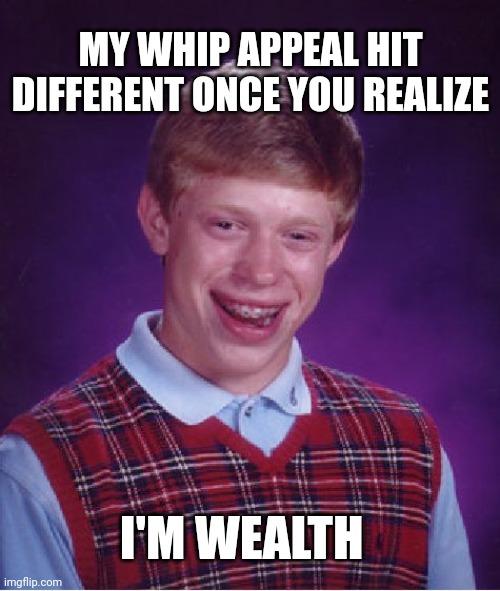 MY WHIP APPEAL HIT
DIFFERENT ONCE YOU REALIZE
I'M WEALTH
imgflip.com